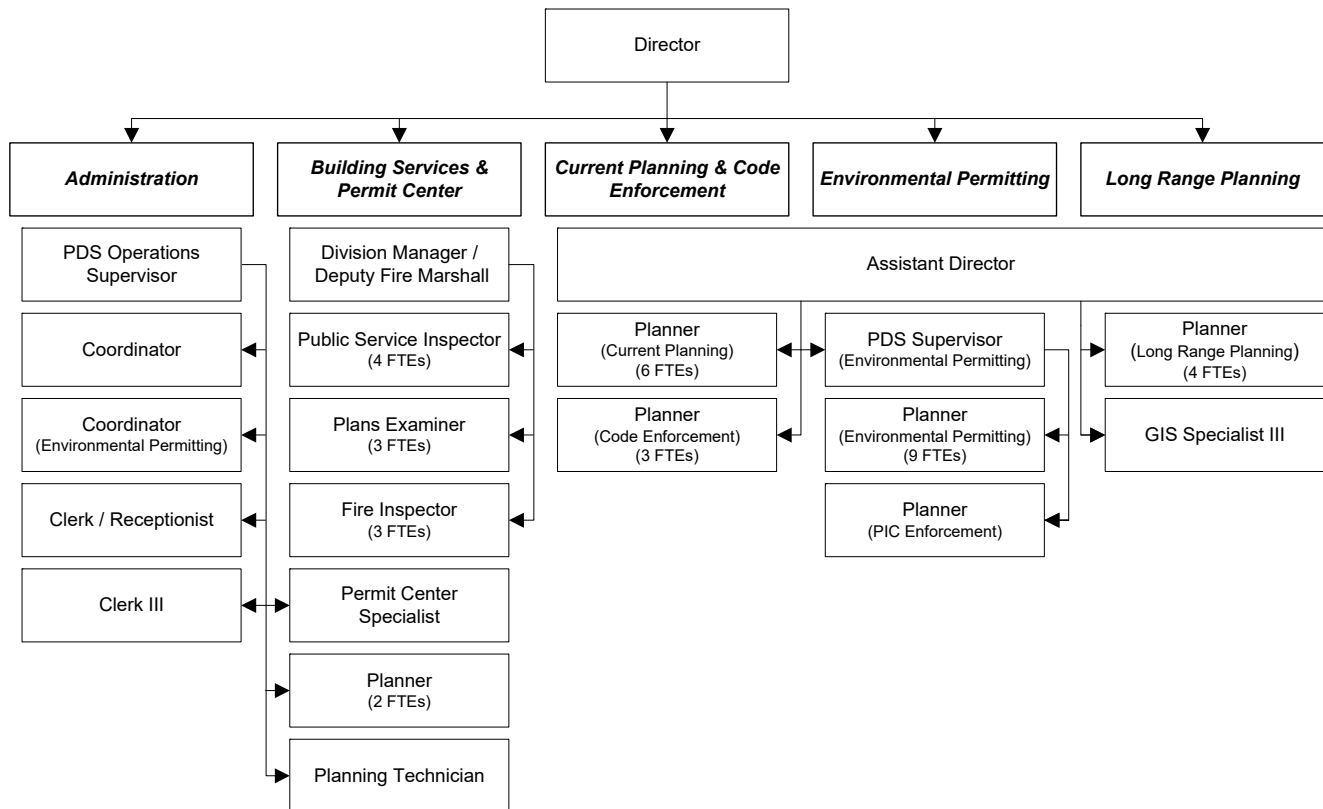 Director
Administration
Building Services &
Permit Center
Current Planning & Code
Enforcement
Environmental Permitting
Long Range Planning
PDS Operations
Supervisor
Division Manager /
Deputy Fire Marshall
Assistant Director
Coordinator
Public Service Inspector
(4 FTEs)
Planner
(Current Planning)
(6 FTEs)
PDS Supervisor
(Environmental Permitting)
Planner
(Long Range Planning)
(4 FTEs)
Coordinator
(Environmental Permitting)
Plans Examiner
(3 FTEs)
Planner
(Code Enforcement)
(3 FTEs)
Planner
(Environmental Permitting)
(9 FTEs)
GIS Specialist III
Clerk / Receptionist
Fire Inspector
(3 FTEs)
Planner
(PIC Enforcement)
Clerk III
Permit Center
Specialist
Planner
(2 FTEs)
Planning Technician